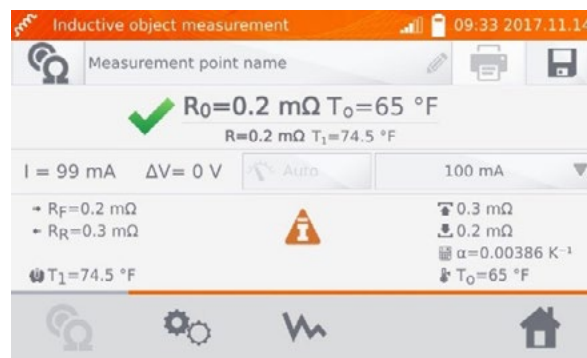 Inductive object measurement 09:33 2017.11.14
Measurement point name
R0=0.2 mΩ To=65 °F
R=0.2 mΩ T1=74.5 °F
I = 99 mA ΔV= 0 V Auto 100 mA
RF=0.2 mΩ 0.3 mΩ
RR=0.3 mΩ 0.2 mΩ
α=0.00386 K⁻¹
T1=74.5 °F To=65 °F